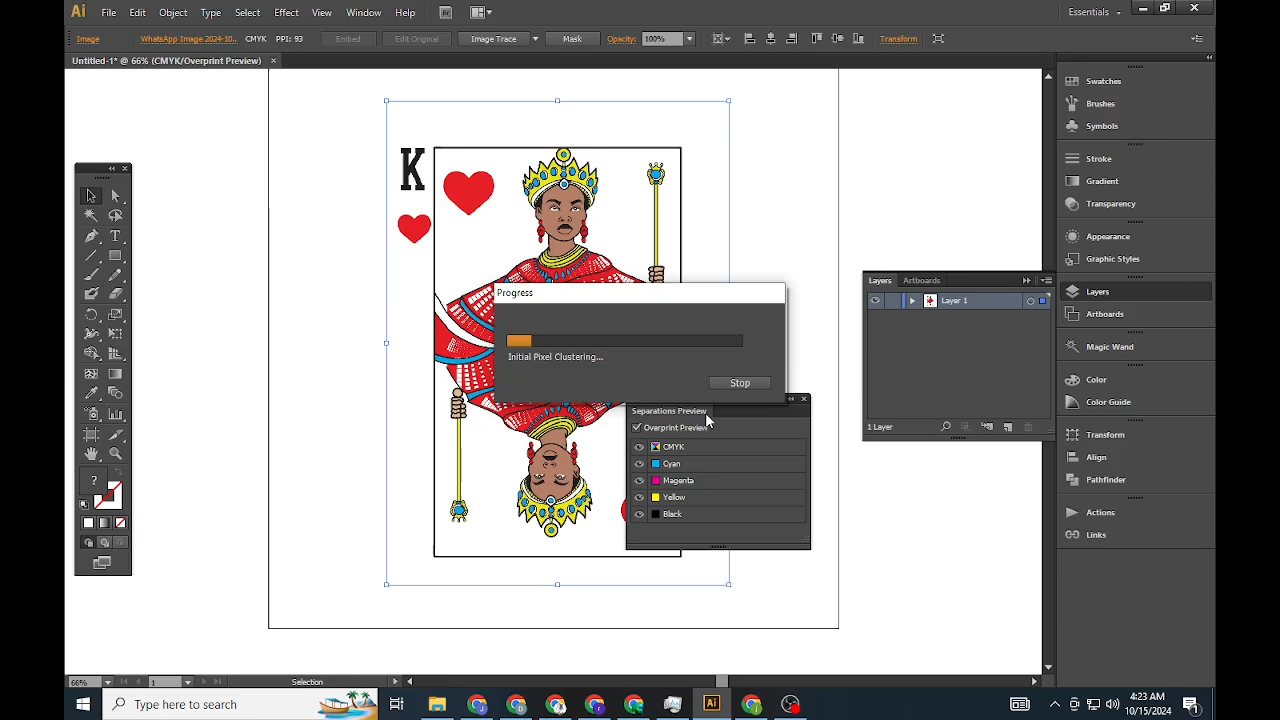 Ai File Edit Object Type Select Effect View Window Help Br Essentials
Image WhatsApp Image 2024-10... CMYK PPI: 93 Embed Edit Original Image Trace Mask Opacity: 100% Transform
Untitled-1* @ 66% (CMYK/Overprint Preview)
Swatches
Brushes
Symbols
Stroke
Gradient
Transparency
Appearance
Graphic Styles
Layers
Artboards
Magic Wand
Color
Color Guide
Transform
Align
Pathfinder
Actions
Links
K
Progress
Initial Pixel Clustering...
Stop
Separations Preview
Overprint Preview
CMYK
Cyan
Magenta
Yellow
Black
Layers Artboards
Layer 1
1 Layer
T
?
66% 1 Selection
Type here to search
Ai
4:23 AM
10/15/2024
1